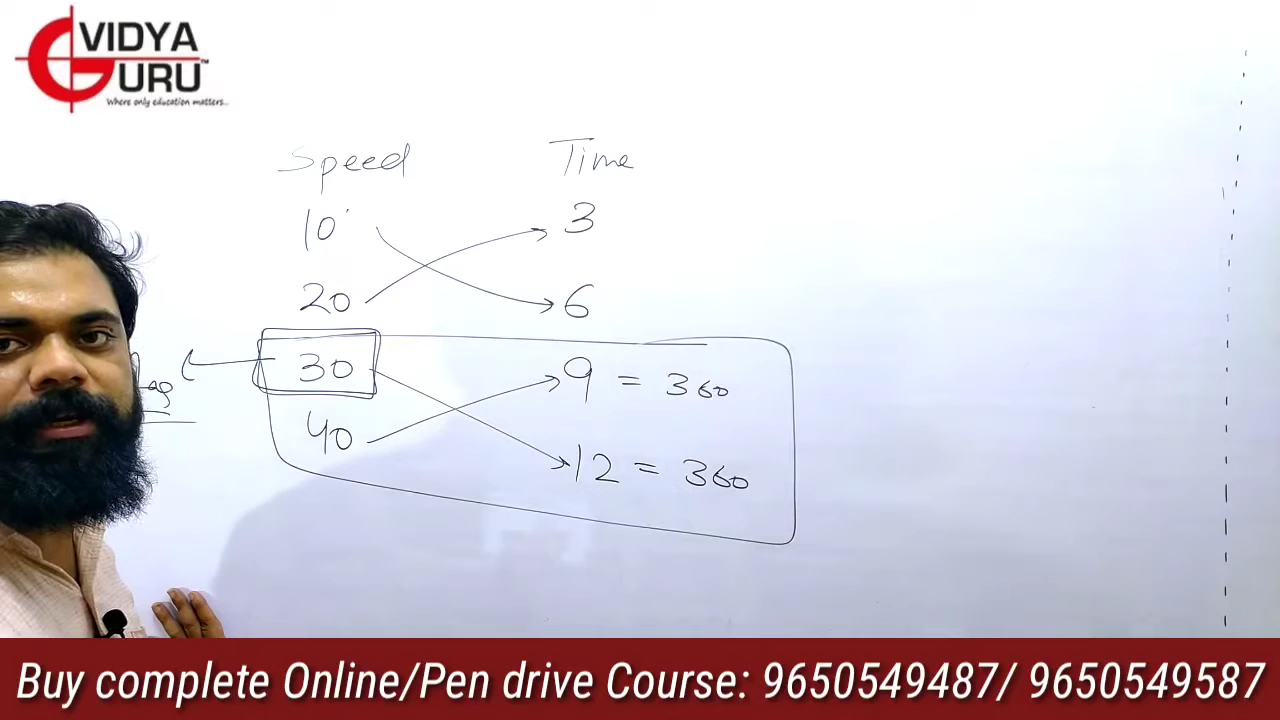 VIDYA
GURU™
Where only education matters...
Speed Time
10 3
20 6
30 9 = 360
40
12 = 360
Buy complete Online/Pen drive Course: 9650549487/ 9650549587